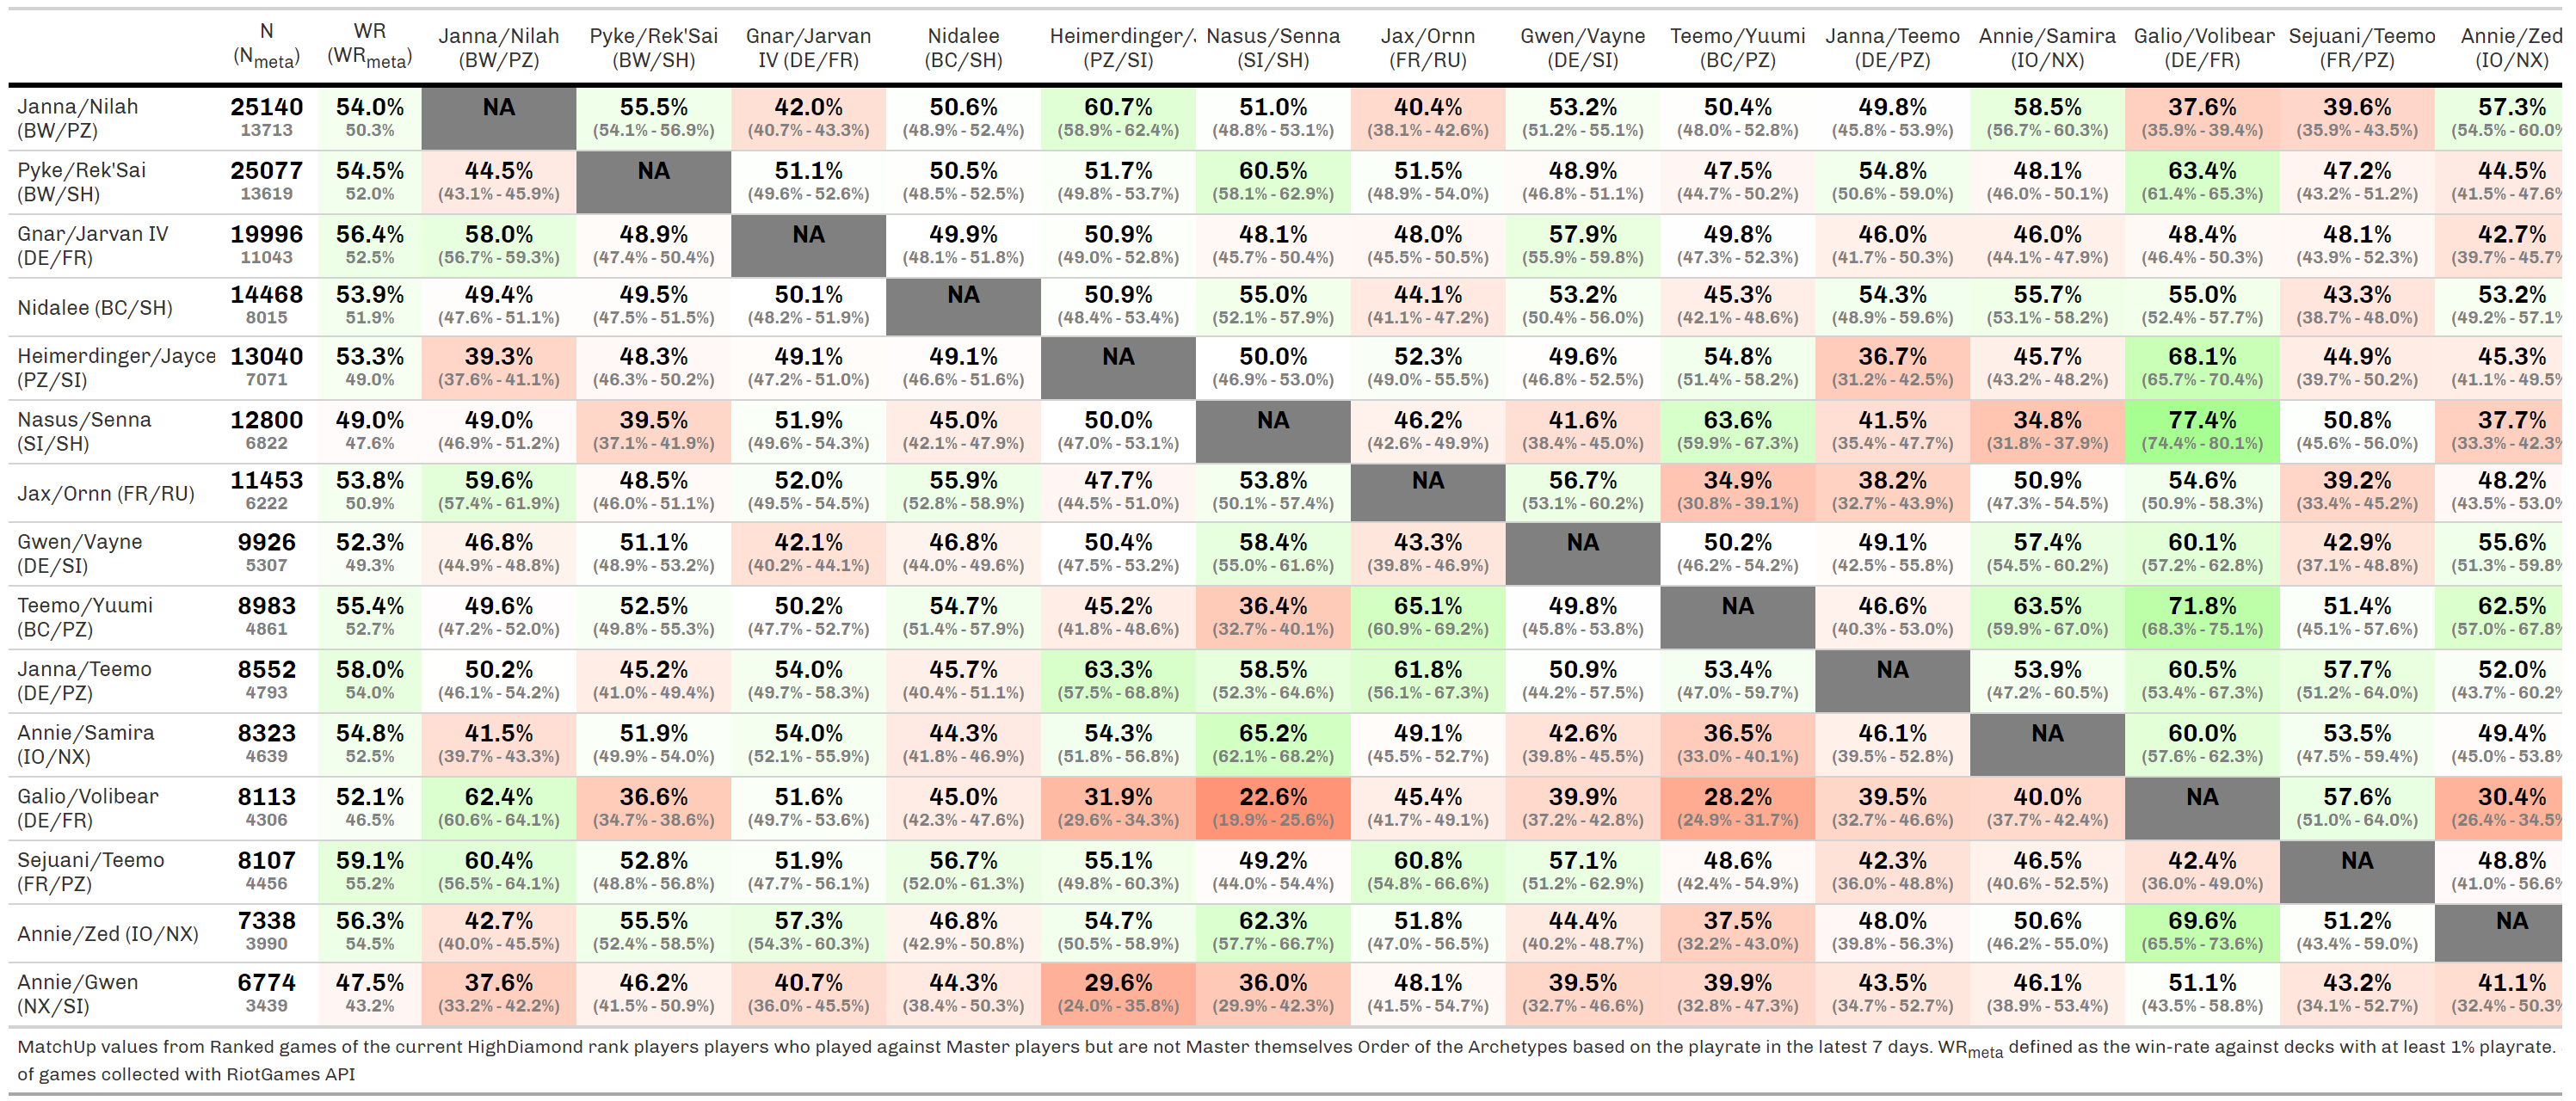 N WR Janna/Nilah Pyke/Rek'Sai Gnar/Jarvan Nidalee Heimerdinger/J Nasus/Senna Jax/Ornn Gwen/Vayne Teemo/Yuumi Janna/Teemo Annie/Samira Galio/Volibear Sejuani/Teemo Annie/Zed
(Nmeta) (WRmeta) (BW/PZ) (BW/SH) IV (DE/FR) (BC/SH) (PZ/SI) (SI/SH) (FR/RU) (DE/SI) (BC/PZ) (DE/PZ) (IO/NX) (DE/FR) (FR/PZ) (IO/NX)
Janna/Nilah 25140 54.0% NA 55.5% 42.0% 50.6% 60.7% 51.0% 40.4% 53.2% 50.4% 49.8% 58.5% 37.6% 39.6% 57.3%
(BW/PZ) 13713 50.3% (54.1% - 56.9%) (40.7% - 43.3%) (48.9% - 52.4%) (58.9% - 62.4%) (48.8% - 53.1%) (38.1% - 42.6%) (51.2% - 55.1%) (48.0% - 52.8%) (45.8% - 53.9%) (56.7% - 60.3%) (35.9% - 39.4%) (35.9% - 43.5%) (54.5% - 60.0%
Pyke/Rek'Sai 25077 54.5% 44.5% NA 51.1% 50.5% 51.7% 60.5% 51.5% 48.9% 47.5% 54.8% 48.1% 63.4% 47.2% 44.5%
(BW/SH) 13619 52.0% (43.1% - 45.9%) (49.6% - 52.6%) (48.5% - 52.5%) (49.8% - 53.7%) (58.1% - 62.9%) (48.9% - 54.0%) (46.8% - 51.1%) (44.7% - 50.2%) (50.6% - 59.0%) (46.0% - 50.1%) (61.4% - 65.3%) (43.2% - 51.2%) (41.5% - 47.6%
Gnar/Jarvan IV 19996 56.4% 58.0% 48.9% NA 49.9% 50.9% 48.1% 48.0% 57.9% 49.8% 46.0% 46.0% 48.4% 48.1% 42.7%
(DE/FR) 11043 52.5% (56.7% - 59.3%) (47.4% - 50.4%) (48.1% - 51.8%) (49.0% - 52.8%) (45.7% - 50.4%) (45.5% - 50.5%) (55.9% - 59.8%) (47.3% - 52.3%) (41.7% - 50.3%) (44.1% - 47.9%) (46.4% - 50.3%) (43.9% - 52.3%) (39.7% - 45.7%
Nidalee (BC/SH) 14468 53.9% 49.4% 49.5% 50.1% NA 50.9% 55.0% 44.1% 53.2% 45.3% 54.3% 55.7% 55.0% 43.3% 53.2%
8015 51.9% (47.6% - 51.1%) (47.5% - 51.5%) (48.2% - 51.9%) (48.4% - 53.4%) (52.1% - 57.9%) (41.1% - 47.2%) (50.4% - 56.0%) (42.1% - 48.6%) (48.9% - 59.6%) (53.1% - 58.2%) (52.4% - 57.7%) (38.7% - 48.0%) (49.2% - 57.1%
Heimerdinger/Jayce 13040 53.3% 39.3% 48.3% 49.1% 49.1% NA 50.0% 52.3% 49.6% 54.8% 36.7% 45.7% 68.1% 44.9% 45.3%
(PZ/SI) 7071 49.0% (37.6% - 41.1%) (46.3% - 50.2%) (47.2% - 51.0%) (46.6% - 51.6%) (46.9% - 53.0%) (49.0% - 55.5%) (46.8% - 52.5%) (51.4% - 58.2%) (31.2% - 42.5%) (43.2% - 48.2%) (65.7% - 70.4%) (39.7% - 50.2%) (41.1% - 49.5%
Nasus/Senna 12800 49.0% 49.0% 39.5% 51.9% 45.0% 50.0% NA 46.2% 41.6% 63.6% 41.5% 34.8% 77.4% 50.8% 37.7%
(SI/SH) 6822 47.6% (46.9% - 51.2%) (37.1% - 41.9%) (49.6% - 54.3%) (42.1% - 47.9%) (47.0% - 53.1%) (42.6% - 49.9%) (38.4% - 45.0%) (59.9% - 67.3%) (35.4% - 47.7%) (31.8% - 37.9%) (74.4% - 80.1%) (45.6% - 56.0%) (33.3% - 42.3%
Jax/Ornn (FR/RU) 11453 53.8% 59.6% 48.5% 52.0% 55.9% 47.7% 53.8% NA 56.7% 34.9% 38.2% 50.9% 54.6% 39.2% 48.2%
6222 50.9% (57.4% - 61.9%) (46.0% - 51.1%) (49.5% - 54.5%) (52.8% - 58.9%) (44.5% - 51.0%) (50.1% - 57.4%) (53.1% - 60.2%) (30.8% - 39.1%) (32.7% - 43.9%) (47.3% - 54.5%) (50.9% - 58.3%) (33.4% - 45.2%) (43.5% - 53.0%
Gwen/Vayne 9926 52.3% 46.8% 51.1% 42.1% 46.8% 50.4% 58.4% 43.3% NA 50.2% 49.1% 57.4% 60.1% 42.9% 55.6%
(DE/SI) 5307 49.3% (44.9% - 48.8%) (48.9% - 53.2%) (40.2% - 44.1%) (44.0% - 49.6%) (47.5% - 53.2%) (55.0% - 61.6%) (39.8% - 46.9%) (46.2% - 54.2%) (42.5% - 55.8%) (54.5% - 60.2%) (57.2% - 62.8%) (37.1% - 48.8%) (51.3% - 59.8%
Teemo/Yuumi 8983 55.4% 49.6% 52.5% 50.2% 54.7% 45.2% 36.4% 65.1% 49.8% NA 46.6% 63.5% 71.8% 51.4% 62.5%
(BC/PZ) 4861 52.7% (47.2% - 52.0%) (49.8% - 55.3%) (47.7% - 52.7%) (51.4% - 57.9%) (41.8% - 48.6%) (32.7% - 40.1%) (60.9% - 69.2%) (45.8% - 53.8%) (40.3% - 53.0%) (59.9% - 67.0%) (68.3% - 75.1%) (45.1% - 57.6%) (57.0% - 67.8%
Janna/Teemo 8552 58.0% 50.2% 45.2% 54.0% 45.7% 63.3% 58.5% 61.8% 50.9% 53.4% NA 53.9% 60.5% 57.7% 52.0%
(DE/PZ) 4793 54.0% (46.1% - 54.2%) (41.0% - 49.4%) (49.7% - 58.3%) (40.4% - 51.1%) (57.5% - 68.8%) (52.3% - 64.6%) (56.1% - 67.3%) (44.2% - 57.5%) (47.0% - 59.7%) (47.2% - 60.5%) (53.4% - 67.3%) (51.2% - 64.0%) (43.7% - 60.2%
Annie/Samira 8323 54.8% 41.5% 51.9% 54.0% 44.3% 54.3% 65.2% 49.1% 42.6% 36.5% 46.1% NA 60.0% 53.5% 49.4%
(IO/NX) 4639 52.5% (39.7% - 43.3%) (49.9% - 54.0%) (52.1% - 55.9%) (41.8% - 46.9%) (51.8% - 56.8%) (62.1% - 68.2%) (45.5% - 52.7%) (39.8% - 45.5%) (33.0% - 40.1%) (39.5% - 52.8%) (57.6% - 62.3%) (47.5% - 59.4%) (45.0% - 53.8%
Galio/Volibear 8113 52.1% 62.4% 36.6% 51.6% 45.0% 31.9% 22.6% 45.4% 39.9% 28.2% 39.5% 40.0% NA 57.6% 30.4%
(DE/FR) 4306 46.5% (60.6% - 64.1%) (34.7% - 38.6%) (49.7% - 53.6%) (42.3% - 47.6%) (29.6% - 34.3%) (19.9% - 25.6%) (41.7% - 49.1%) (37.2% - 42.8%) (24.9% - 31.7%) (32.7% - 46.6%) (37.7% - 42.4%) (51.0% - 64.0%) (26.4% - 34.5%
Sejuani/Teemo 8107 59.1% 60.4% 52.8% 51.9% 56.7% 55.1% 49.2% 60.8% 57.1% 48.6% 42.3% 46.5% 42.4% NA 48.8%
(FR/PZ) 4456 55.2% (56.5% - 64.1%) (48.8% - 56.8%) (47.7% - 56.1%) (52.0% - 61.3%) (49.8% - 60.3%) (44.0% - 54.4%) (54.8% - 66.6%) (51.2% - 62.9%) (42.4% - 54.9%) (36.0% - 48.8%) (40.6% - 52.5%) (36.0% - 49.0%) (41.0% - 56.6%
Annie/Zed (IO/NX) 7338 56.3% 42.7% 55.5% 57.3% 46.8% 54.7% 62.3% 51.8% 44.4% 37.5% 48.0% 50.6% 69.6% 51.2% NA
3990 54.5% (40.0% - 45.5%) (52.4% - 58.5%) (54.3% - 60.3%) (42.9% - 50.8%) (50.5% - 58.9%) (57.7% - 66.7%) (47.0% - 56.5%) (40.2% - 48.7%) (32.2% - 43.0%) (39.8% - 56.3%) (46.2% - 55.0%) (65.5% - 73.6%) (43.4% - 59.0%)
Annie/Gwen 6774 47.5% 37.6% 46.2% 40.7% 44.3% 29.6% 36.0% 48.1% 39.5% 39.9% 43.5% 46.1% 51.1% 43.2% 41.1%
(NX/SI) 3439 43.2% (33.2% - 42.2%) (41.5% - 50.9%) (36.0% - 45.5%) (38.4% - 50.3%) (24.0% - 35.8%) (29.9% - 42.3%) (41.5% - 54.7%) (32.7% - 46.6%) (32.8% - 47.3%) (34.7% - 52.7%) (38.9% - 53.4%) (43.5% - 58.8%) (34.1% - 52.7%) (32.4% - 50.3%
MatchUp values from Ranked games of the current HighDiamond rank players players who played against Master players but are not Master themselves Order of the Archetypes based on the playrate in the latest 7 days. WRmeta defined as the win-rate against decks with at least 1% playrate.
of games collected with RiotGames API